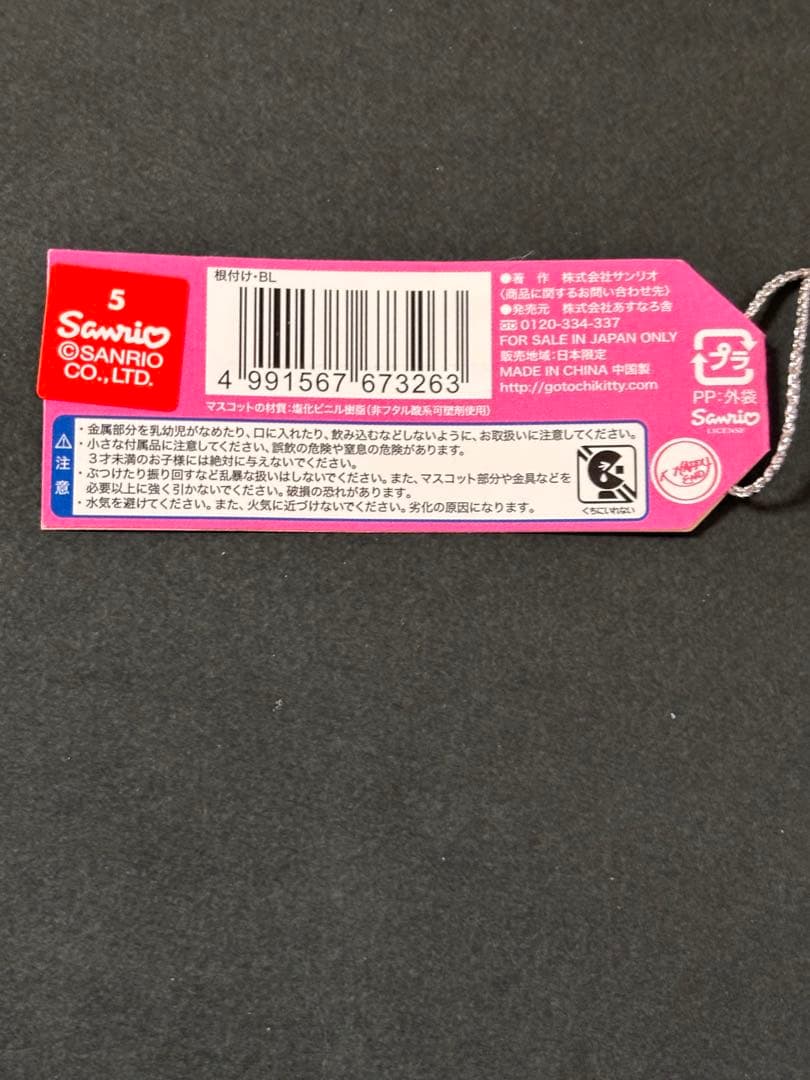 5
Sanrio
©SANRIO
CO., LTD.
根付け・BL
4 991567 673263
マスコットの材質:塩化ビニル樹脂(非フタル酸系可塑剤使用)
●著 作 株式会社サンリオ
〈商品に関するお問い合わせ先〉
●発売元 株式会社あすなろ舎
0120-334-337
FOR SALE IN JAPAN ONLY
販売地域:日本限定
MADE IN CHINA 中国製
http://gotochikitty.com
プラ
PP:外袋
Sanrio
LICENSE
注意
・金属部分を乳幼児がなめたり、口に入れたり、飲み込むなどしないように、お取扱いに注意してください。
・小さな付属品に注意してください、誤飲の危険や窒息の危険があります。
3才未満のお子様には絶対に与えないでください。
・ぶつけたり振り回すなど乱暴な扱いはしないでください。また、マスコット部分や金具などを
必要以上に強く引かないでください。破損の恐れがあります。
・水気を避けてください。また、火気に近づけないでください。劣化の原因になります。
くちにいれない